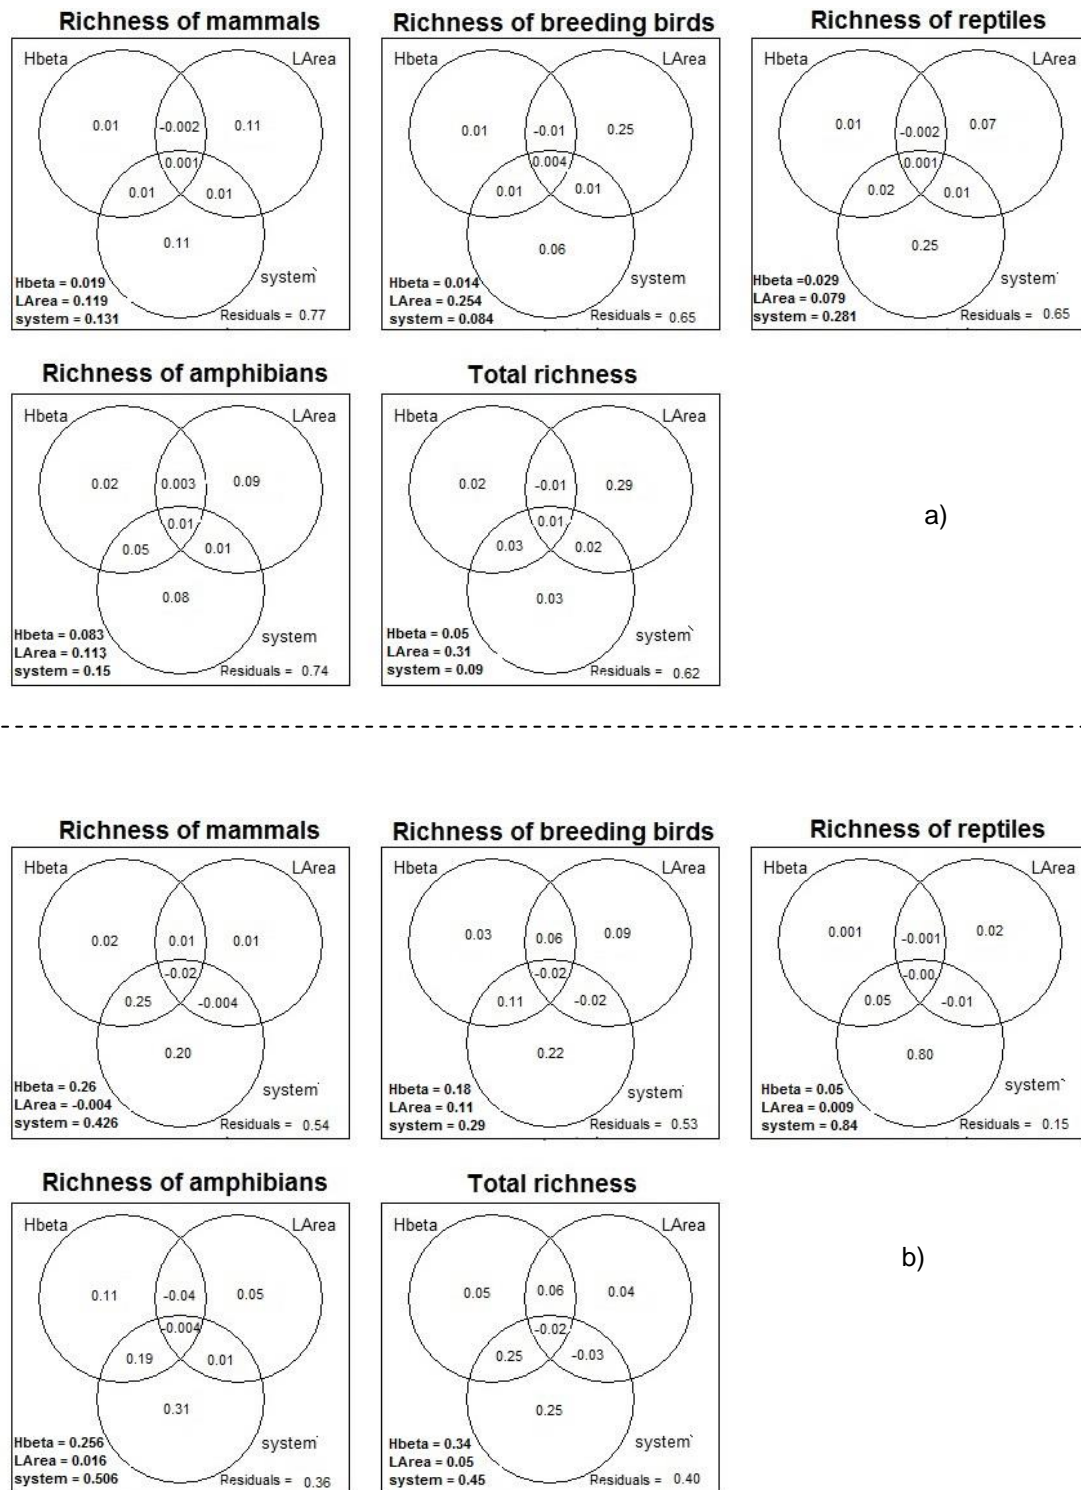 Richness of mammals
Hbeta
LArea
0.01
-0.002
0.11
0.001
0.01
0.01
0.11
system`
Hbeta = 0.019
LArea = 0.119
system = 0.131
Residuals = 0.77
Richness of breeding birds
Hbeta
LArea
0.01
-0.01
0.25
0.004
0.01
0.01
0.06
system
Hbeta = 0.014
LArea = 0.254
system = 0.084
Residuals = 0.65
Richness of reptiles
Hbeta
LArea
0.01
-0.002
0.07
0.001
0.02
0.01
0.25
system
Hbeta =0.029
LArea = 0.079
system = 0.281
Residuals = 0.65
Richness of amphibians
Hbeta
LArea
0.02
0.003
0.09
0.01
0.05
0.01
0.08
system
Hbeta = 0.083
LArea = 0.113
system = 0.15
Residuals = 0.74
Total richness
Hbeta
LArea
0.02
-0.01
0.29
0.01
0.03
0.02
0.03
system`
Hbeta = 0.05
LArea = 0.31
system = 0.09
Residuals = 0.62
a)
Richness of mammals
Hbeta
LArea
0.02
0.01
0.01
-0.02
0.25
-0.004
0.20
system
Hbeta = 0.26
LArea = -0.004
system = 0.426
Residuals = 0.54
Richness of breeding birds
Hbeta
LArea
0.03
0.06
0.09
-0.02
0.11
-0.02
0.22
system
Hbeta = 0.18
LArea = 0.11
system = 0.29
Residuals = 0.53
Richness of reptiles
Hbeta
LArea
0.001
-0.001
0.02
-0.00
0.05
-0.01
0.80
system`
Hbeta = 0.05
LArea = 0.009
system = 0.84
Residuals = 0.15
Richness of amphibians
Hbeta
LArea
0.11
-0.04
0.05
-0.004
0.19
0.01
0.31
system
Hbeta = 0.256
LArea = 0.016
system = 0.506
Residuals = 0.36
Total richness
Hbeta
LArea
0.05
0.06
0.04
-0.02
0.25
-0.03
0.25
system`
Hbeta = 0.34
LArea = 0.05
system = 0.45
Residuals = 0.40
b)